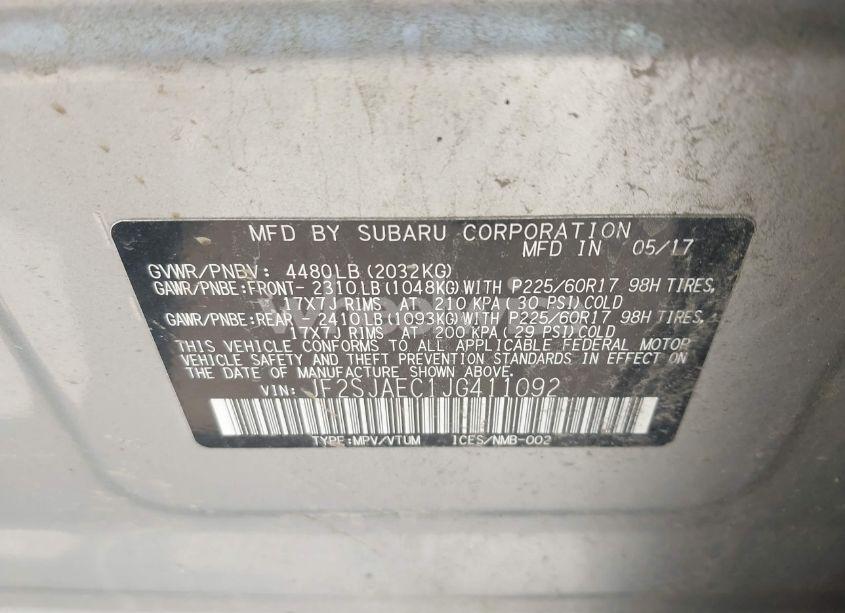 MFD BY SUBARU CORPORATION
MFD IN 05/17
GVWR/PNBV: 4480LB (2032KG)
GAWR/PNBE:FRONT- 2310LB (1048KG) WITH P225/60R17 98H TIRES,
17X7J RIMS AT 210 KPA (30 PSI) COLD
GAWR/PNBE:REAR - 2410LB (1093KG) WITH P225/60R17 98H TIRES,
17X7J RIMS AT 200 KPA (29 PSI) COLD
THIS VEHICLE CONFORMS TO ALL APPLICABLE FEDERAL MOTOR
VEHICLE SAFETY AND THEFT PREVENTION STANDARDS IN EFFECT ON
THE DATE OF MANUFACTURE SHOWN ABOVE.
VIN: JF2SJAEC1JG411092
TYPE:MPV/VTUM ICES/NMB-002